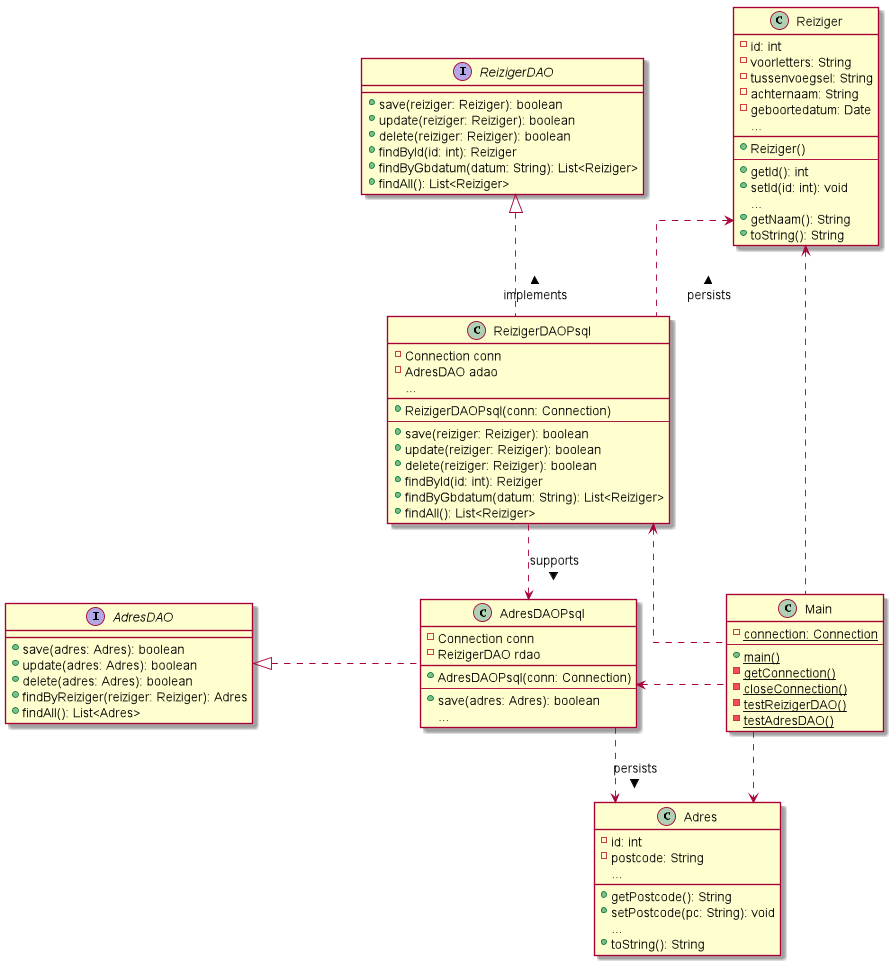 C Reiziger
id: int
voorletters: String
tussenvoegsel: String
achternaam: String
geboortedatum: Date
...
Reiziger()
getId(): int
setId(id: int): void
...
getNaam(): String
toString(): String
I ReizigerDAO
save(reiziger: Reiziger): boolean
update(reiziger: Reiziger): boolean
delete(reiziger: Reiziger): boolean
findById(id: int): Reiziger
findByGbdatum(datum: String): List<Reiziger>
findAll(): List<Reiziger>
implements
persists
C ReizigerDAOPsql
Connection conn
AdresDAO adao
...
ReizigerDAOPsql(conn: Connection)
save(reiziger: Reiziger): boolean
update(reiziger: Reiziger): boolean
delete(reiziger: Reiziger): boolean
findById(id: int): Reiziger
findByGbdatum(datum: String): List<Reiziger>
findAll(): List<Reiziger>
supports
I AdresDAO
save(adres: Adres): boolean
update(adres: Adres): boolean
delete(adres: Adres): boolean
findByReiziger(reiziger: Reiziger): Adres
findAll(): List<Adres>
C AdresDAOPsql
Connection conn
ReizigerDAO rdao
AdresDAOPsql(conn: Connection)
save(adres: Adres): boolean
...
C Main
connection: Connection
main()
getConnection()
closeConnection()
testReizigerDAO()
testAdresDAO()
persists
C Adres
id: int
postcode: String
...
getPostcode(): String
setPostcode(pc: String): void
...
toString(): String